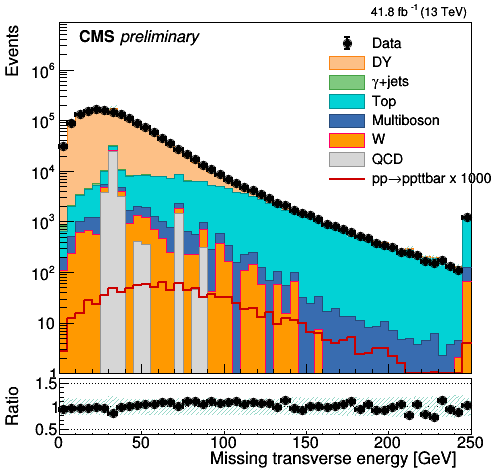 41.8 fb⁻¹ (13 TeV)
CMS preliminary
Events
Data
DY
γ+jets
Top
Multiboson
W
QCD
pp→ppttbar x 1000
10⁶
10⁵
10⁴
10³
10²
10
1
Ratio
1.5
1
0.5
0 50 100 150 200 250
Missing transverse energy [GeV]